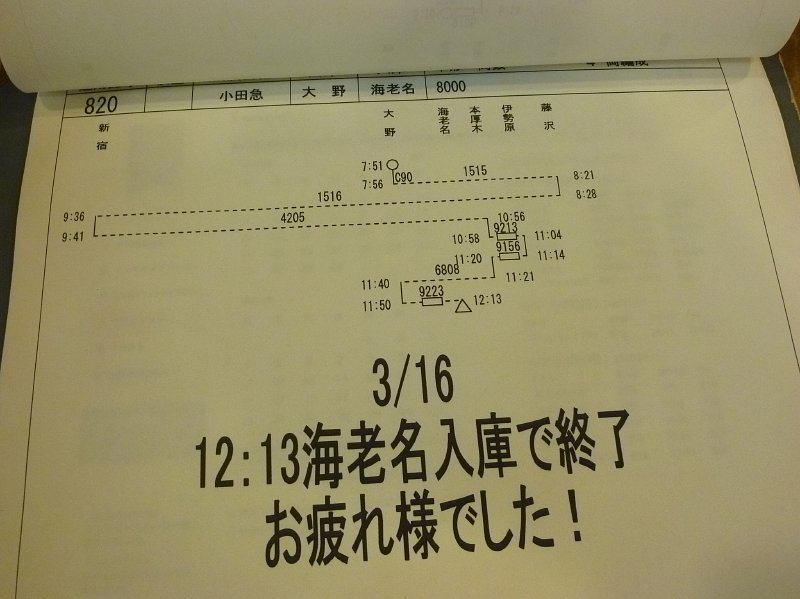 4 両編成
820 小田急 大 野 海老名 8000
新宿 大野 海老名 本厚木 伊勢原 藤沢
7:51
7:56 C90 1515 8:21
1516 8:28
9:36
9:41 4205 10:56
9213
10:58 11:04
9156
11:20 11:14
6808 11:21
11:40
9223
11:50 12:13
3/16
12:13海老名入庫で終了
お疲れ様でした!